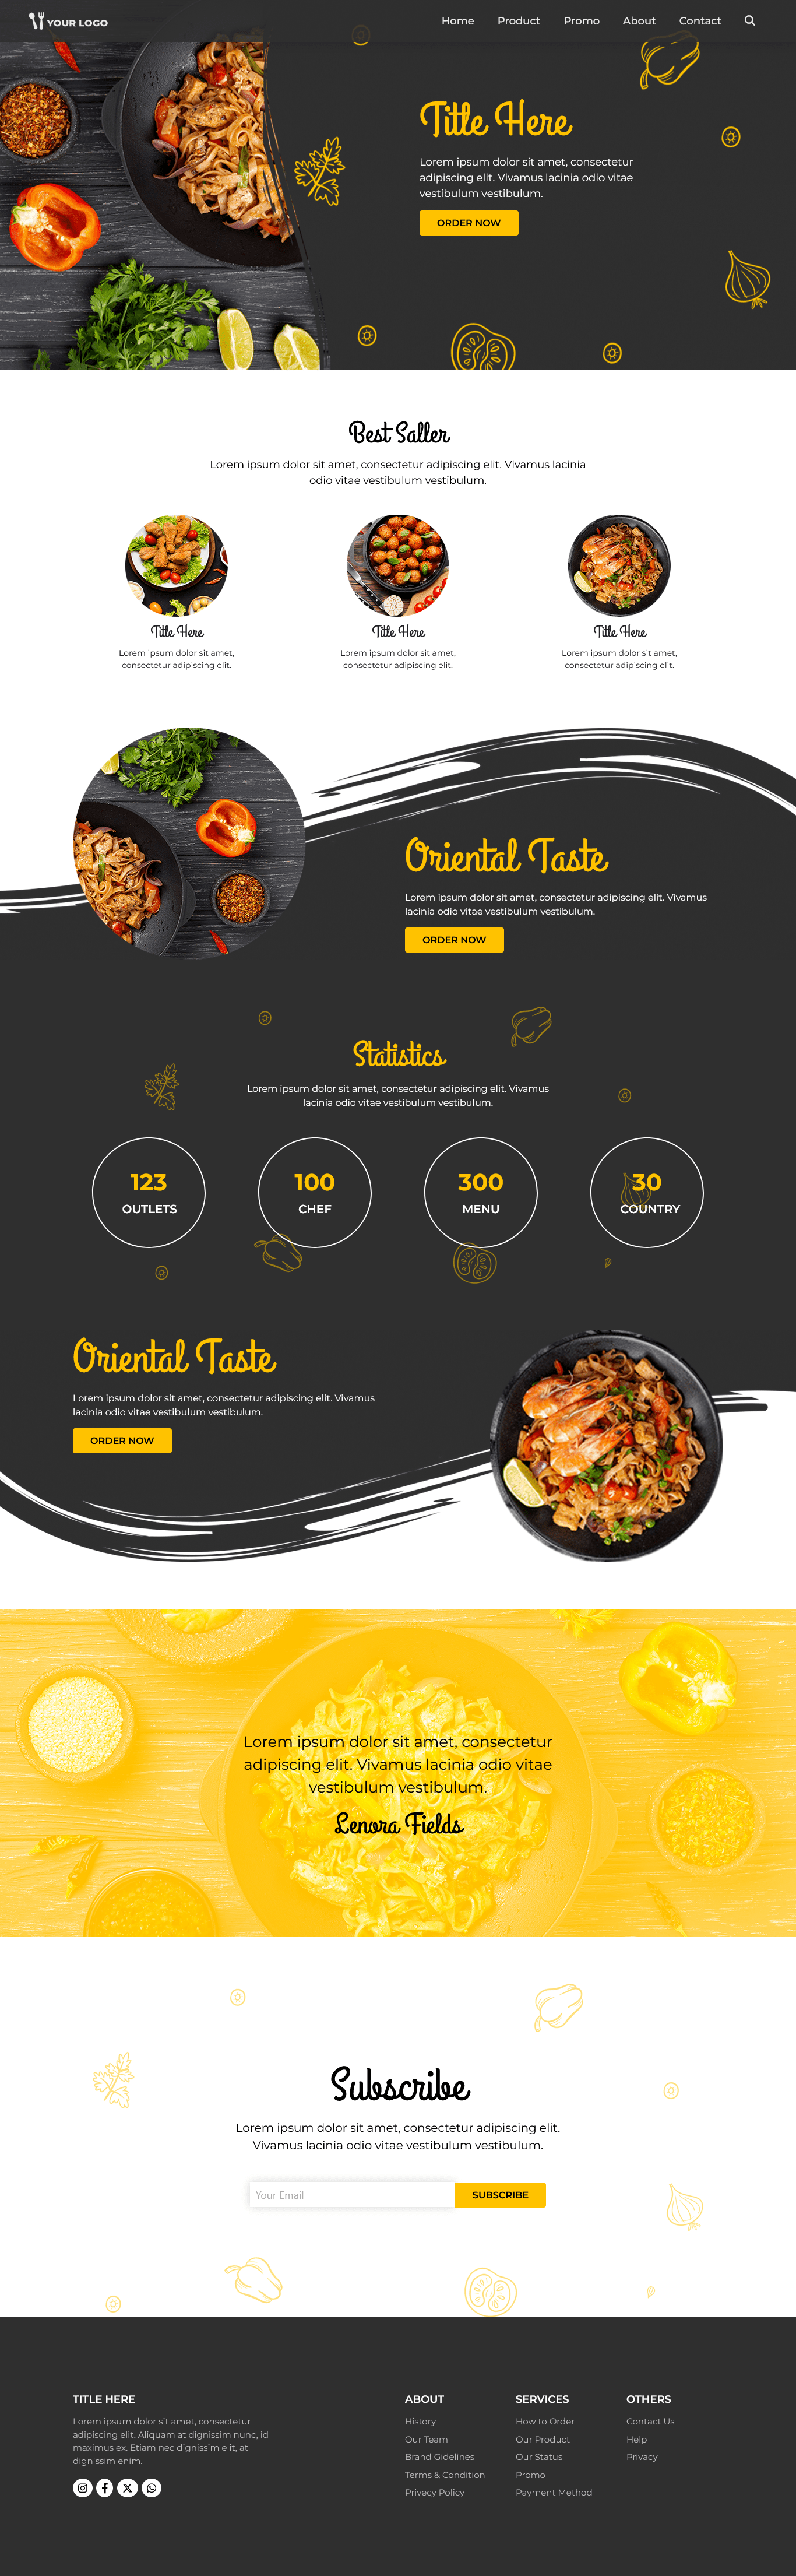 YOUR LOGO
Home Product Promo About Contact
Title Here
Lorem ipsum dolor sit amet, consectetur
adipiscing elit. Vivamus lacinia odio vitae
vestibulum vestibulum.
ORDER NOW
Best Saller
Lorem ipsum dolor sit amet, consectetur adipiscing elit. Vivamus lacinia
odio vitae vestibulum vestibulum.
Title Here
Lorem ipsum dolor sit amet,
consectetur adipiscing elit.
Title Here
Lorem ipsum dolor sit amet,
consectetur adipiscing elit.
Title Here
Lorem ipsum dolor sit amet,
consectetur adipiscing elit.
Oriental Taste
Lorem ipsum dolor sit amet, consectetur adipiscing elit. Vivamus
lacinia odio vitae vestibulum vestibulum.
ORDER NOW
Statistics
Lorem ipsum dolor sit amet, consectetur adipiscing elit. Vivamus
lacinia odio vitae vestibulum vestibulum.
123
OUTLETS
100
CHEF
300
MENU
30
COUNTRY
Oriental Taste
Lorem ipsum dolor sit amet, consectetur adipiscing elit. Vivamus
lacinia odio vitae vestibulum vestibulum.
ORDER NOW
Lorem ipsum dolor sit amet, consectetur
adipiscing elit. Vivamus lacinia odio vitae
vestibulum vestibulum.
Lenora Fields
Subscribe
Lorem ipsum dolor sit amet, consectetur adipiscing elit.
Vivamus lacinia odio vitae vestibulum vestibulum.
Your Email
SUBSCRIBE
TITLE HERE
Lorem ipsum dolor sit amet, consectetur
adipiscing elit. Aliquam at dignissim nunc, id
maximus ex. Etiam nec dignissim elit, at
dignissim enim.
ABOUT
History
Our Team
Brand Gidelines
Terms & Condition
Privecy Policy
SERVICES
How to Order
Our Product
Our Status
Promo
Payment Method
OTHERS
Contact Us
Help
Privacy